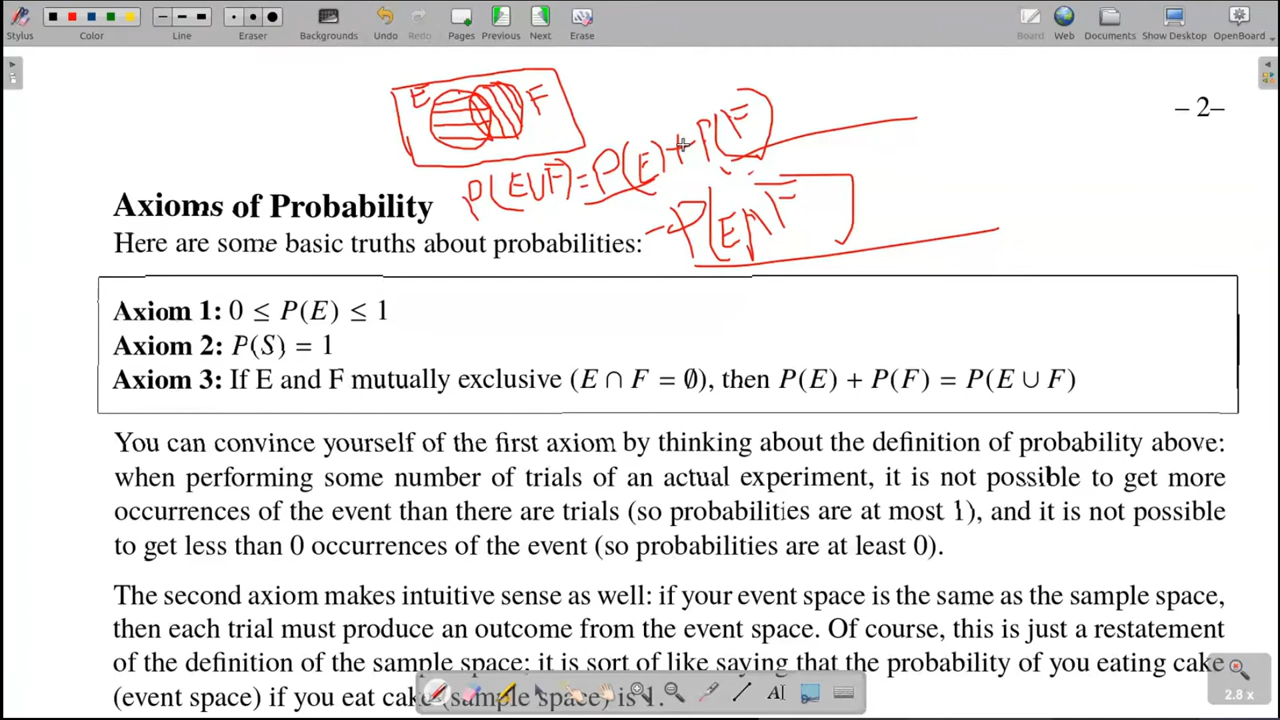 Stylus Color Line Eraser Backgrounds Undo Redo Pages Previous Next Erase Board Web Documents Show Desktop OpenBoard
– 2–
E F
P(E∪F)=P(E)+P(F)
-P(E∩F)
Axioms of Probability
Here are some basic truths about probabilities:
Axiom 1: 0 ≤ P(E) ≤ 1
Axiom 2: P(S) = 1
Axiom 3: If E and F mutually exclusive (E ∩ F = ∅), then P(E) + P(F) = P(E ∪ F)
You can convince yourself of the first axiom by thinking about the definition of probability above:
when performing some number of trials of an actual experiment, it is not possible to get more
occurrences of the event than there are trials (so probabilities are at most 1), and it is not possible
to get less than 0 occurrences of the event (so probabilities are at least 0).
The second axiom makes intuitive sense as well: if your event space is the same as the sample space,
then each trial must produce an outcome from the event space. Of course, this is just a restatement
of the definition of the sample space; it is sort of like saying that the probability of you eating cake
(event space) if you eat cake (sample space) is 1.
2.8 x